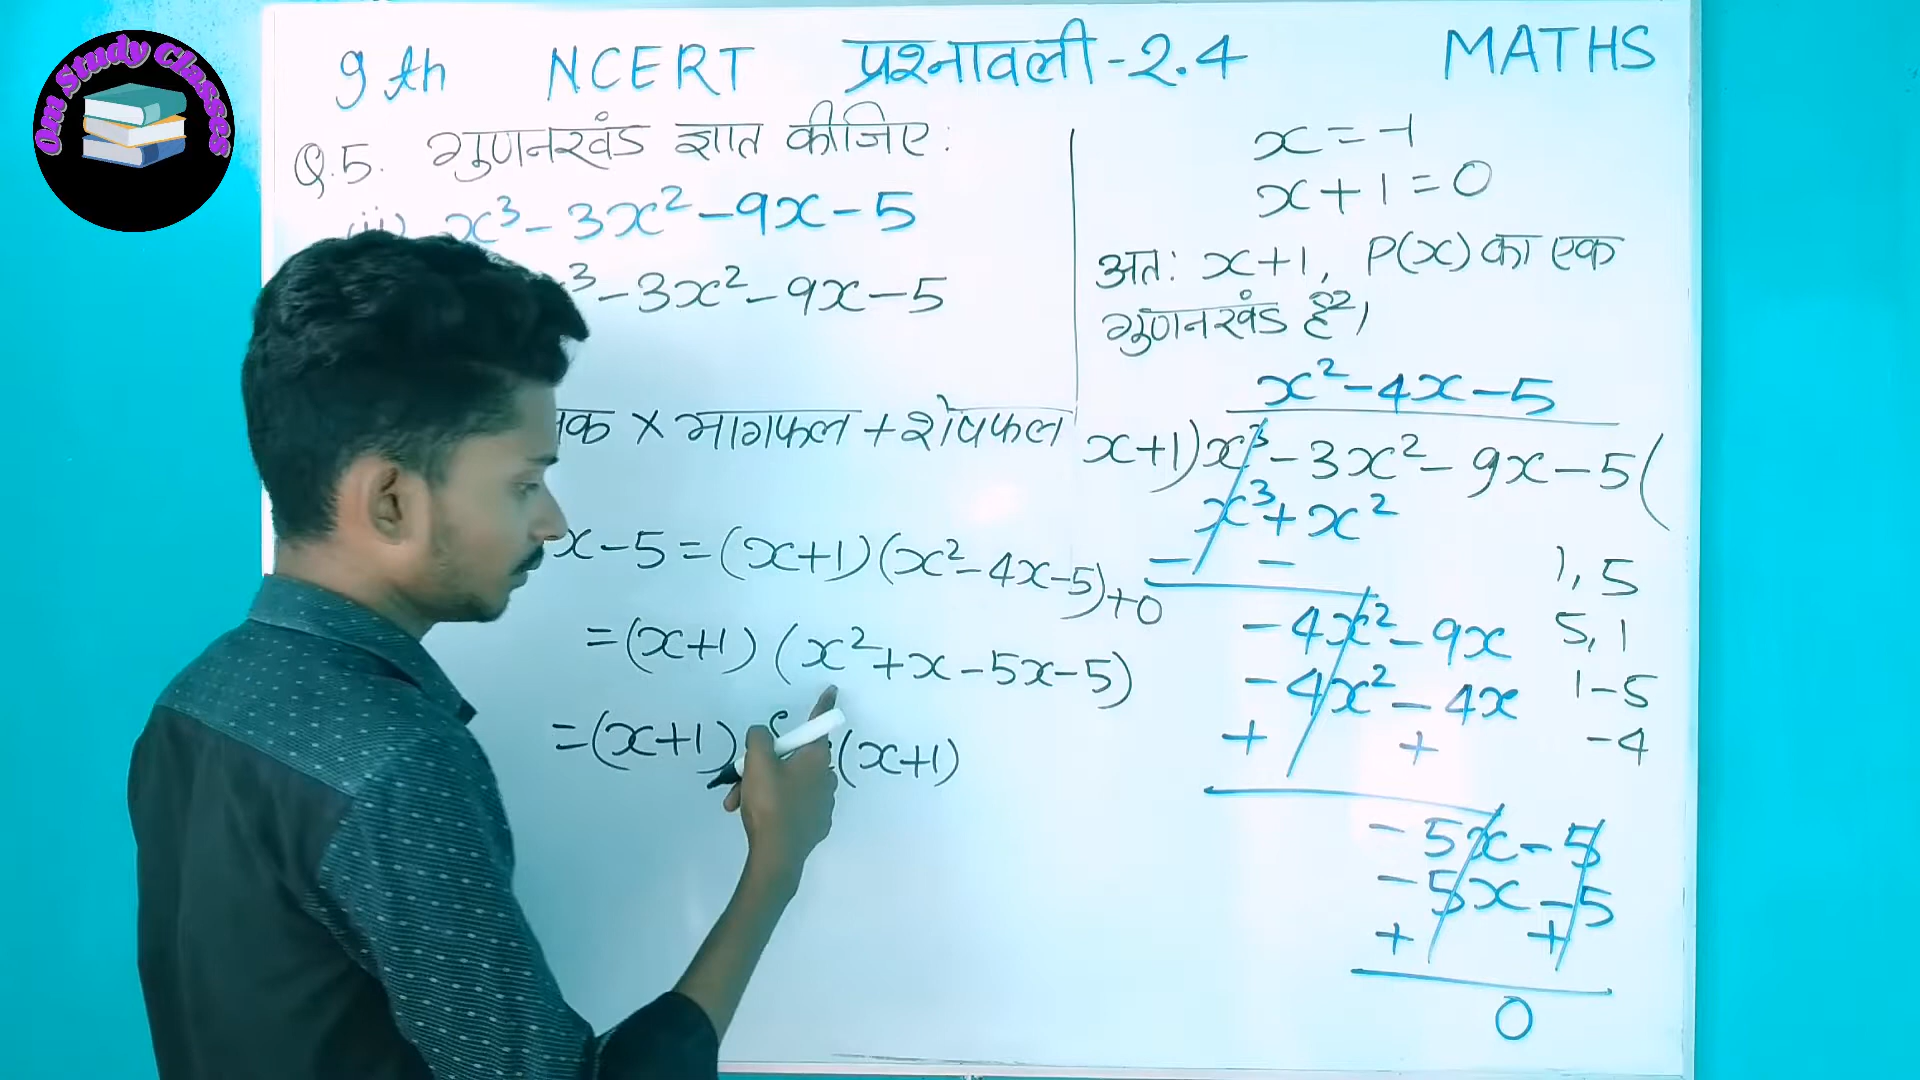 Om Study Classes
9th NCERT प्रश्नावली-2.4 MATHS
Q.5. गुणनखंड ज्ञात कीजिए:
x³-3x²-9x-5
³-3x²-9x-5
क × भागफल + शेषफल
x-5=(x+1)(x²-4x-5)+0
=(x+1)(x²+x-5x-5)
=(x+1) (x+1)
x=-1
x+1=0
अत: x+1, P(x) का एक
गुणनखंड है।
x²-4x-5
x+1)x³-3x²-9x-5(
x³+x²
- -
-4x²-9x
-4x²-4x
+ +
-5x-5
-5x-5
+ +
0
1,5
5,1
1-5
-4